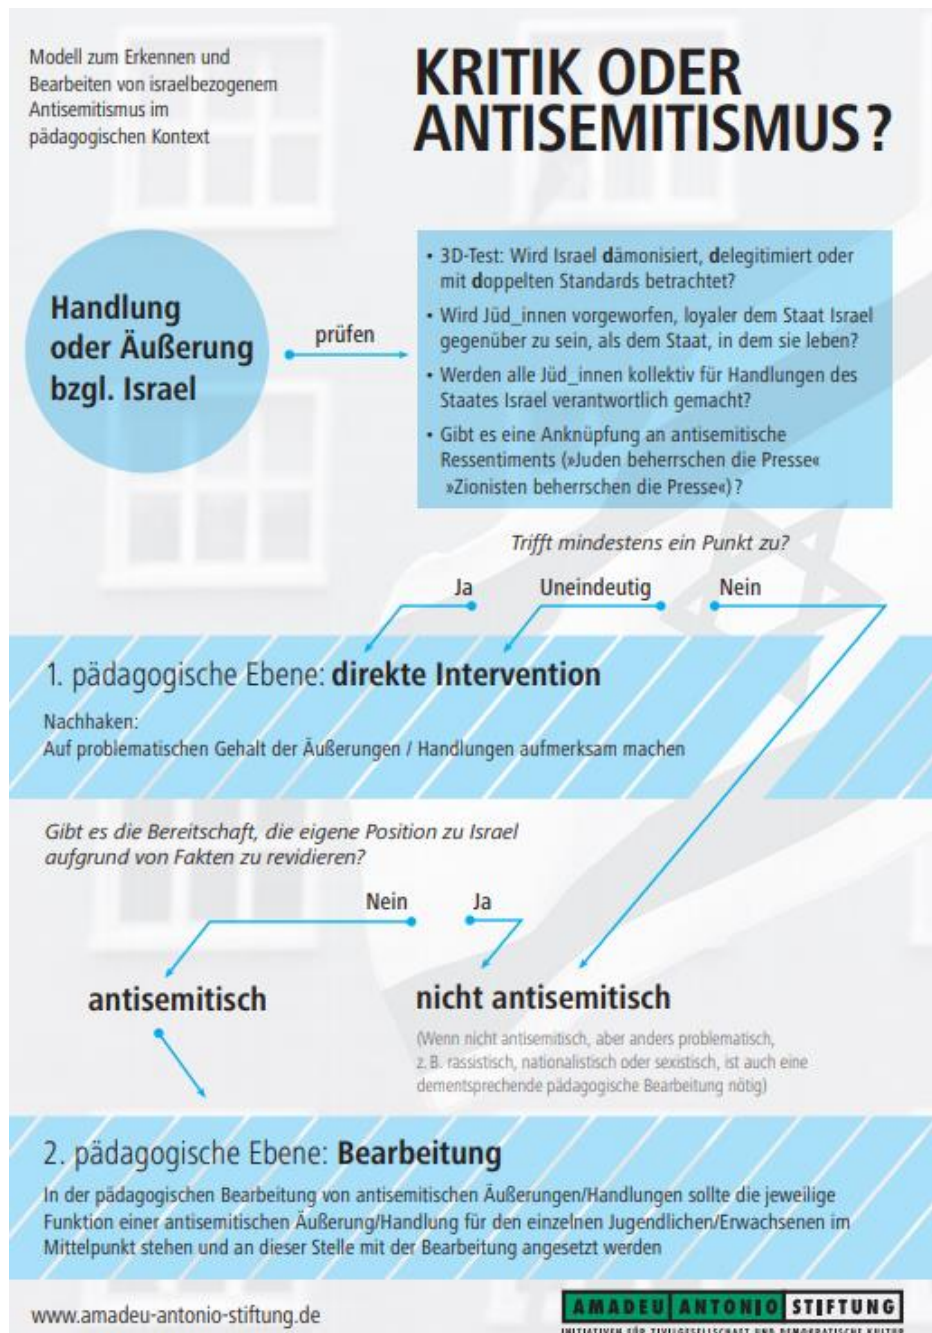 Modell zum Erkennen und
Bearbeiten von israelbezogenem
Antisemitismus im
pädagogischen Kontext
KRITIK ODER
ANTISEMITISMUS?
Handlung
oder Äußerung
bzgl. Israel
prüfen
• 3D-Test: Wird Israel dämonisiert, delegitimiert oder
mit doppelten Standards betrachtet?
• Wird Jüd_innen vorgeworfen, loyaler dem Staat Israel
gegenüber zu sein, als dem Staat, in dem sie leben?
• Werden alle Jüd_innen kollektiv für Handlungen des
Staates Israel verantwortlich gemacht?
• Gibt es eine Anknüpfung an antisemitische
Ressentiments (»Juden beherrschen die Presse«
»Zionisten beherrschen die Presse«)?
Trifft mindestens ein Punkt zu?
Ja Uneindeutig Nein
1. pädagogische Ebene: direkte Intervention
Nachhaken:
Auf problematischen Gehalt der Äußerungen / Handlungen aufmerksam machen
Gibt es die Bereitschaft, die eigene Position zu Israel
aufgrund von Fakten zu revidieren?
Nein Ja
antisemitisch
nicht antisemitisch
(Wenn nicht antisemitisch, aber anders problematisch,
z. B. rassistisch, nationalistisch oder sexistisch, ist auch eine
dementsprechende pädagogische Bearbeitung nötig)
2. pädagogische Ebene: Bearbeitung
In der pädagogischen Bearbeitung von antisemitischen Äußerungen/Handlungen sollte die jeweilige
Funktion einer antisemitischen Äußerung/Handlung für den einzelnen Jugendlichen/Erwachsenen im
Mittelpunkt stehen und an dieser Stelle mit der Bearbeitung angesetzt werden
www.amadeu-antonio-stiftung.de
AMADEU ANTONIO STIFTUNG
INITIATIVEN FÜR ZIVILGESELLSCHAFT UND DEMOKRATISCHE KULTUR